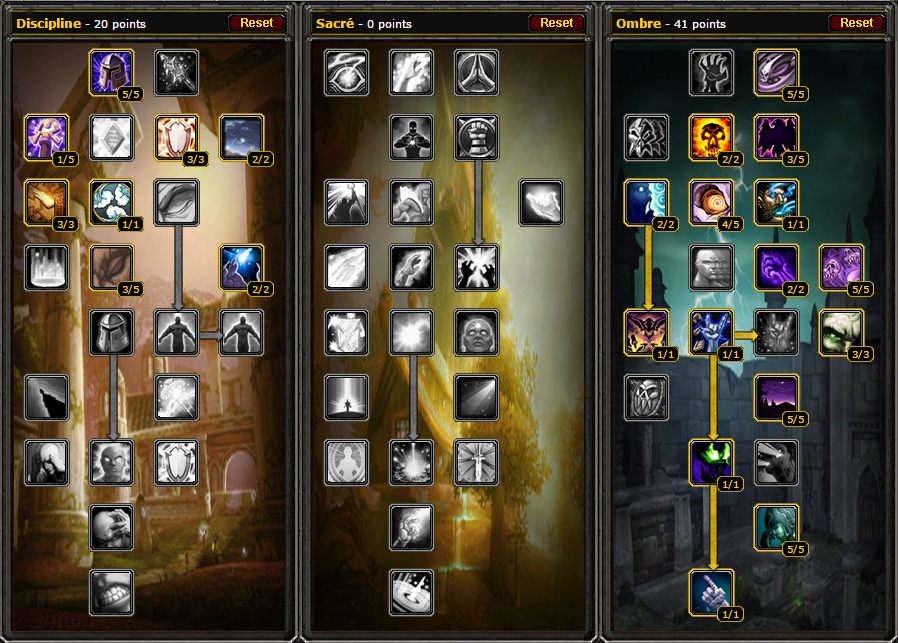 Discipline - 20 points Reset
Sacré - 0 points Reset
Ombre - 41 points Reset
5/5
1/5 3/3 2/2
3/3 1/1
3/5 2/2
5/5
2/2 3/5
2/2 4/5 1/1
2/2 5/5
1/1 1/1 3/3
5/5
1/1
5/5
1/1